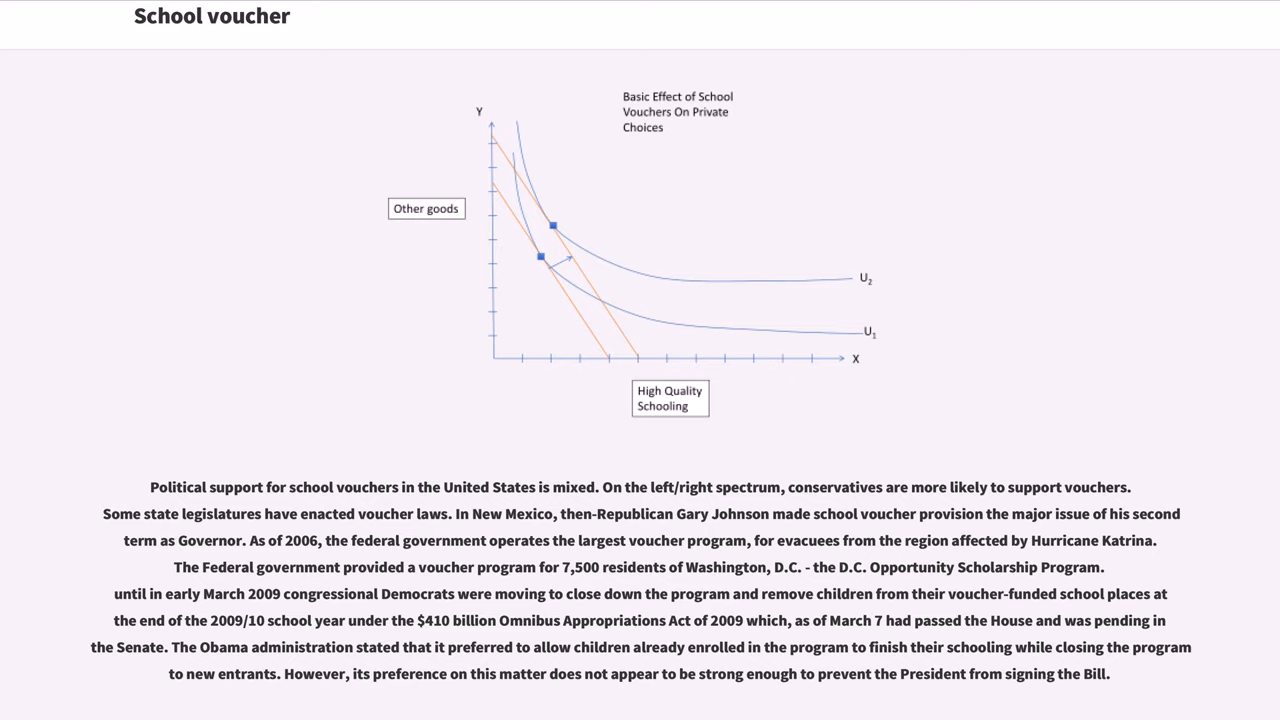 School voucher
Basic Effect of School
Vouchers On Private
Choices
Y
Other goods
U2
U1
X
High Quality
Schooling
Political support for school vouchers in the United States is mixed. On the left/right spectrum, conservatives are more likely to support vouchers.
Some state legislatures have enacted voucher laws. In New Mexico, then-Republican Gary Johnson made school voucher provision the major issue of his second
term as Governor. As of 2006, the federal government operates the largest voucher program, for evacuees from the region affected by Hurricane Katrina.
The Federal government provided a voucher program for 7,500 residents of Washington, D.C. - the D.C. Opportunity Scholarship Program.
until in early March 2009 congressional Democrats were moving to close down the program and remove children from their voucher-funded school places at
the end of the 2009/10 school year under the $410 billion Omnibus Appropriations Act of 2009 which, as of March 7 had passed the House and was pending in
the Senate. The Obama administration stated that it preferred to allow children already enrolled in the program to finish their schooling while closing the program
to new entrants. However, its preference on this matter does not appear to be strong enough to prevent the President from signing the Bill.